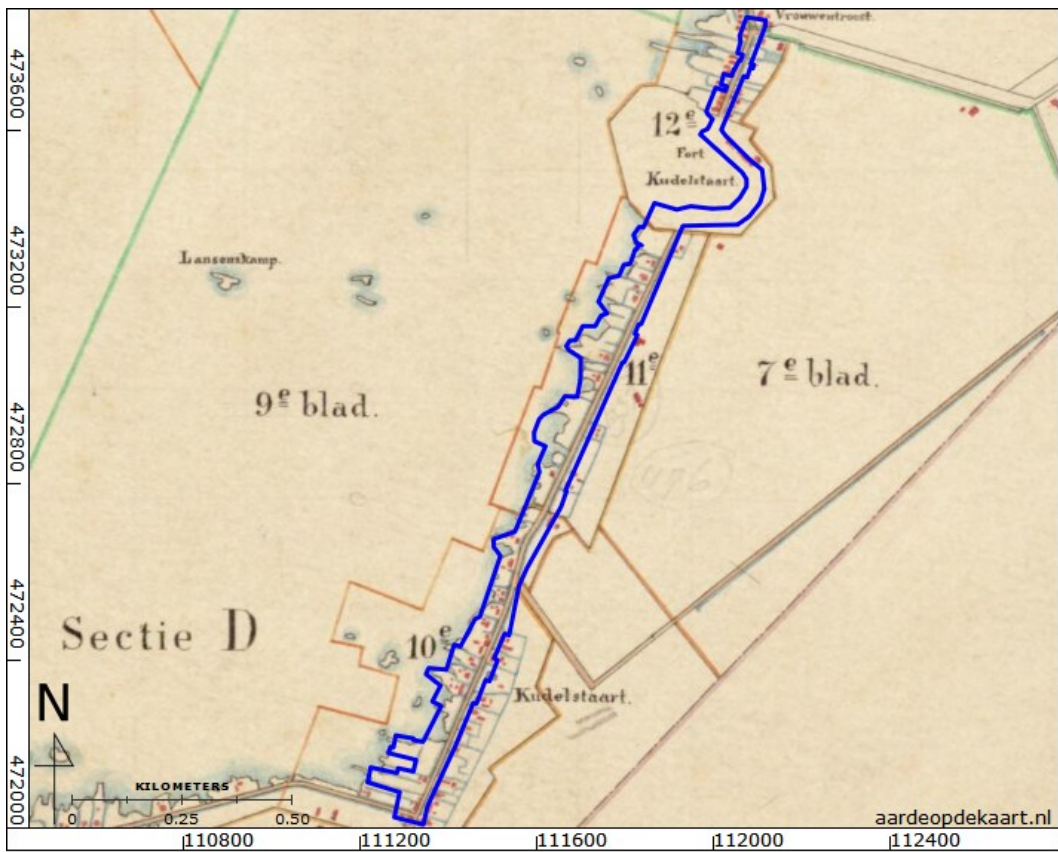 Vrouwentroost.
12e
Fort
Kudelstaart.
Lansenskamp.
9e blad.
11e
7e blad.
Sectie D
10e
Kudelstaart.
N
KILOMETERS
0 0.25 0.50
aardeopdekaart.nl
473600
473200
472800
472400
472000
110800 111200 111600 112000 112400